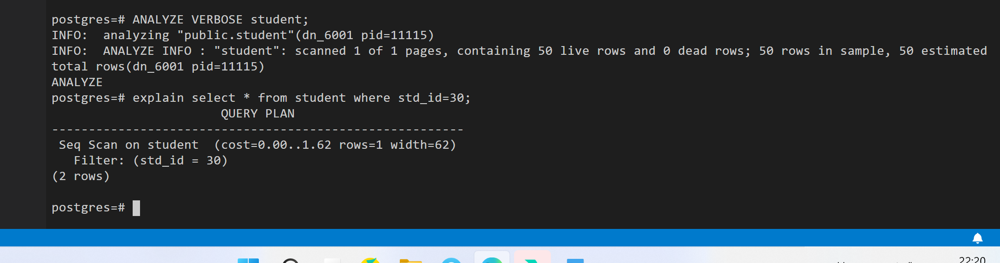 postgres=# ANALYZE VERBOSE student;
INFO:  analyzing "public.student"(dn_6001 pid=11115)
INFO:  ANALYZE INFO : "student": scanned 1 of 1 pages, containing 50 live rows and 0 dead rows; 50 rows in sample, 50 estimated
total rows(dn_6001 pid=11115)
ANALYZE
postgres=# explain select * from student where std_id=30;
                       QUERY PLAN
--------------------------------------------------------
 Seq Scan on student  (cost=0.00..1.62 rows=1 width=62)
   Filter: (std_id = 30)
(2 rows)

postgres=#
22:20